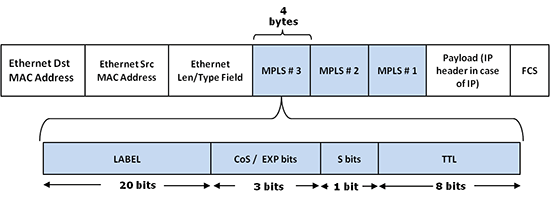 4
bytes
Ethernet Dst
MAC Address
Ethernet Src
MAC Address
Ethernet
Len/Type Field
MPLS # 3
MPLS # 2
MPLS # 1
Payload (IP
header in case
of IP)
FCS
LABEL
CoS / EXP bits
S bits
TTL
20 bits
3 bits
1 bit
8 bits